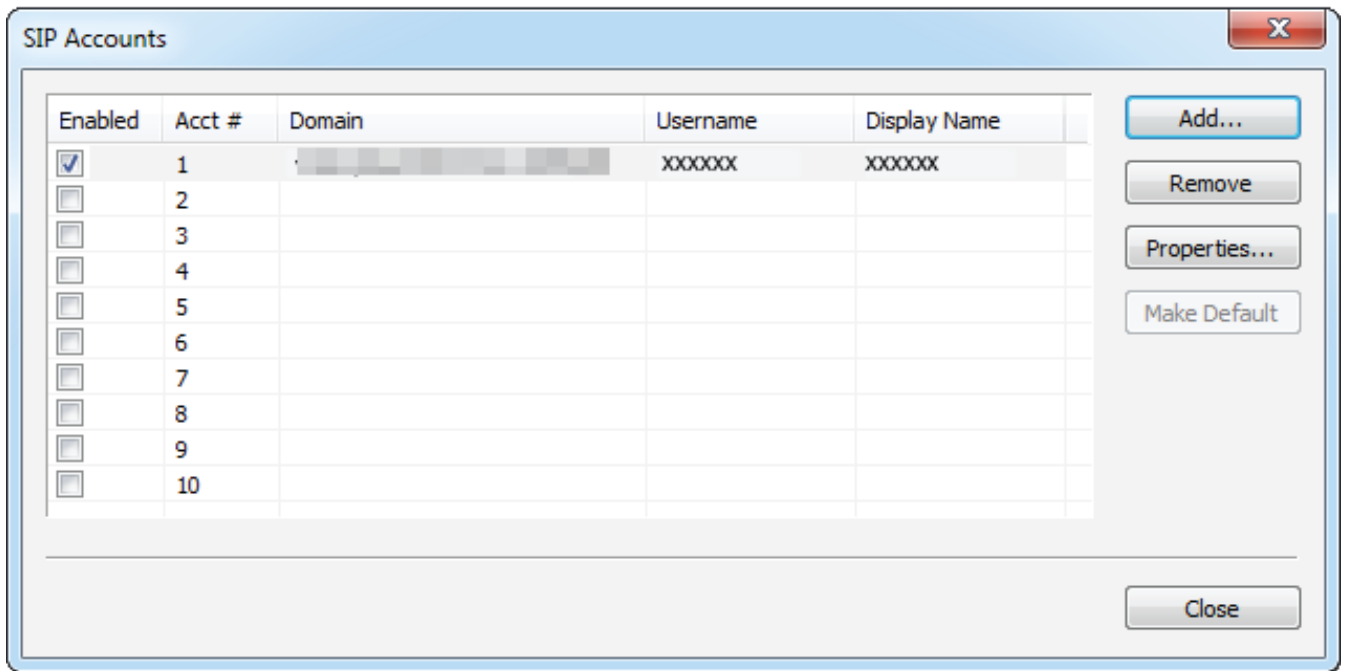 SIP Accounts
Enabled Acct # Domain Username Display Name
1 XXXXXX XXXXXX
2
3
4
5
6
7
8
9
10
Add...
Remove
Properties...
Make Default
Close